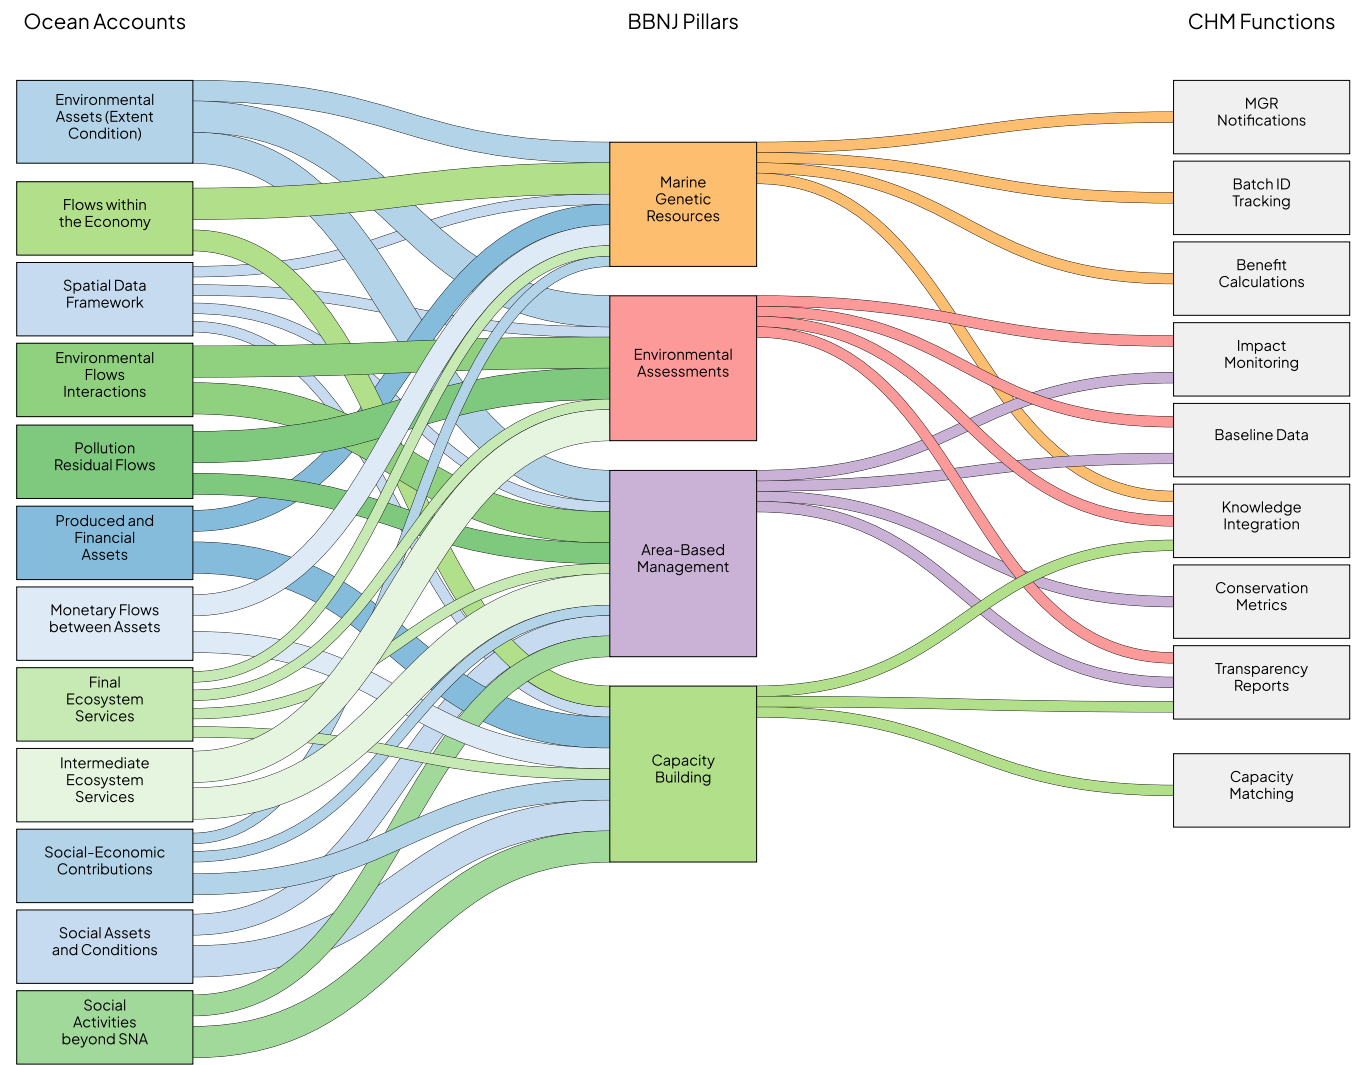 Ocean Accounts
BBNJ Pillars
CHM Functions
Environmental
Assets (Extent
Condition)
Flows within
the Economy
Spatial Data
Framework
Environmental
Flows
Interactions
Pollution
Residual Flows
Produced and
Financial
Assets
Monetary Flows
between Assets
Final
Ecosystem
Services
Intermediate
Ecosystem
Services
Social-Economic
Contributions
Social Assets
and Conditions
Social
Activities
beyond SNA
Marine
Genetic
Resources
Environmental
Assessments
Area-Based
Management
Capacity
Building
MGR
Notifications
Batch ID
Tracking
Benefit
Calculations
Impact
Monitoring
Baseline Data
Knowledge
Integration
Conservation
Metrics
Transparency
Reports
Capacity
Matching